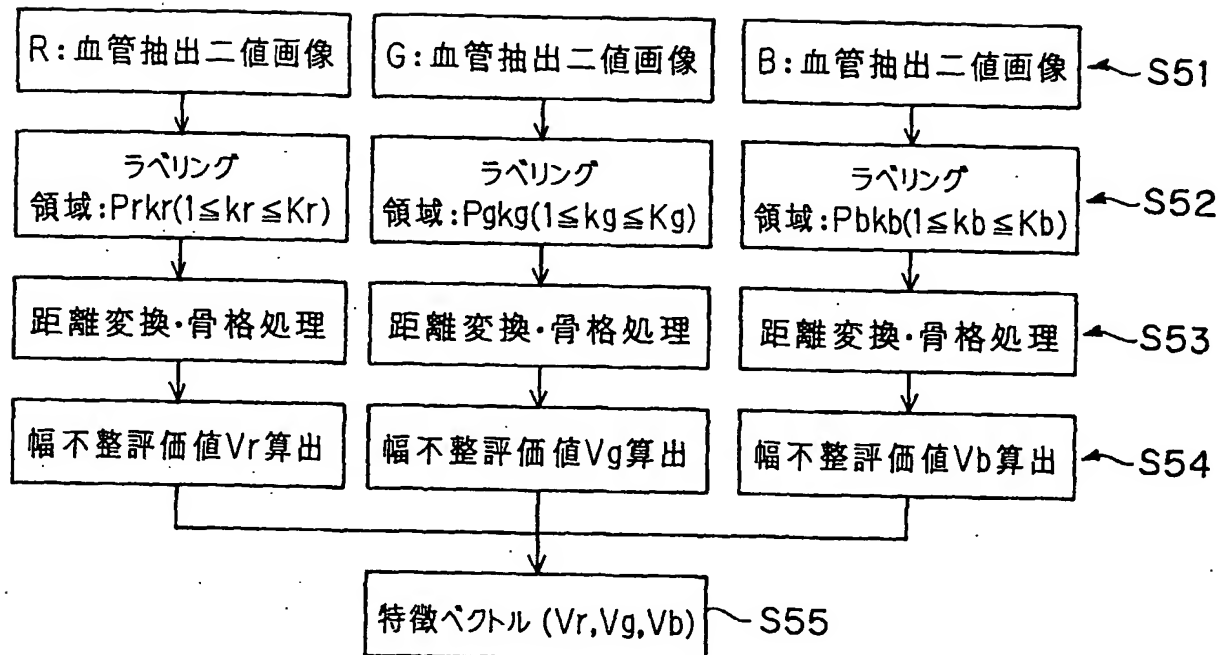 R:血管抽出二値画像
G:血管抽出二値画像
B:血管抽出二値画像
S51
ラベリング
領域:Prkr(1≦kr≦Kr)
ラベリング
領域:Pgkg(1≦kg≦Kg)
ラベリング
領域:Pbkb(1≦kb≦Kb)
S52
距離変換・骨格処理
距離変換・骨格処理
距離変換・骨格処理
S53
幅不整評価値Vr算出
幅不整評価値Vg算出
幅不整評価値Vb算出
S54
特徴ベクトル(Vr,Vg,Vb)
S55